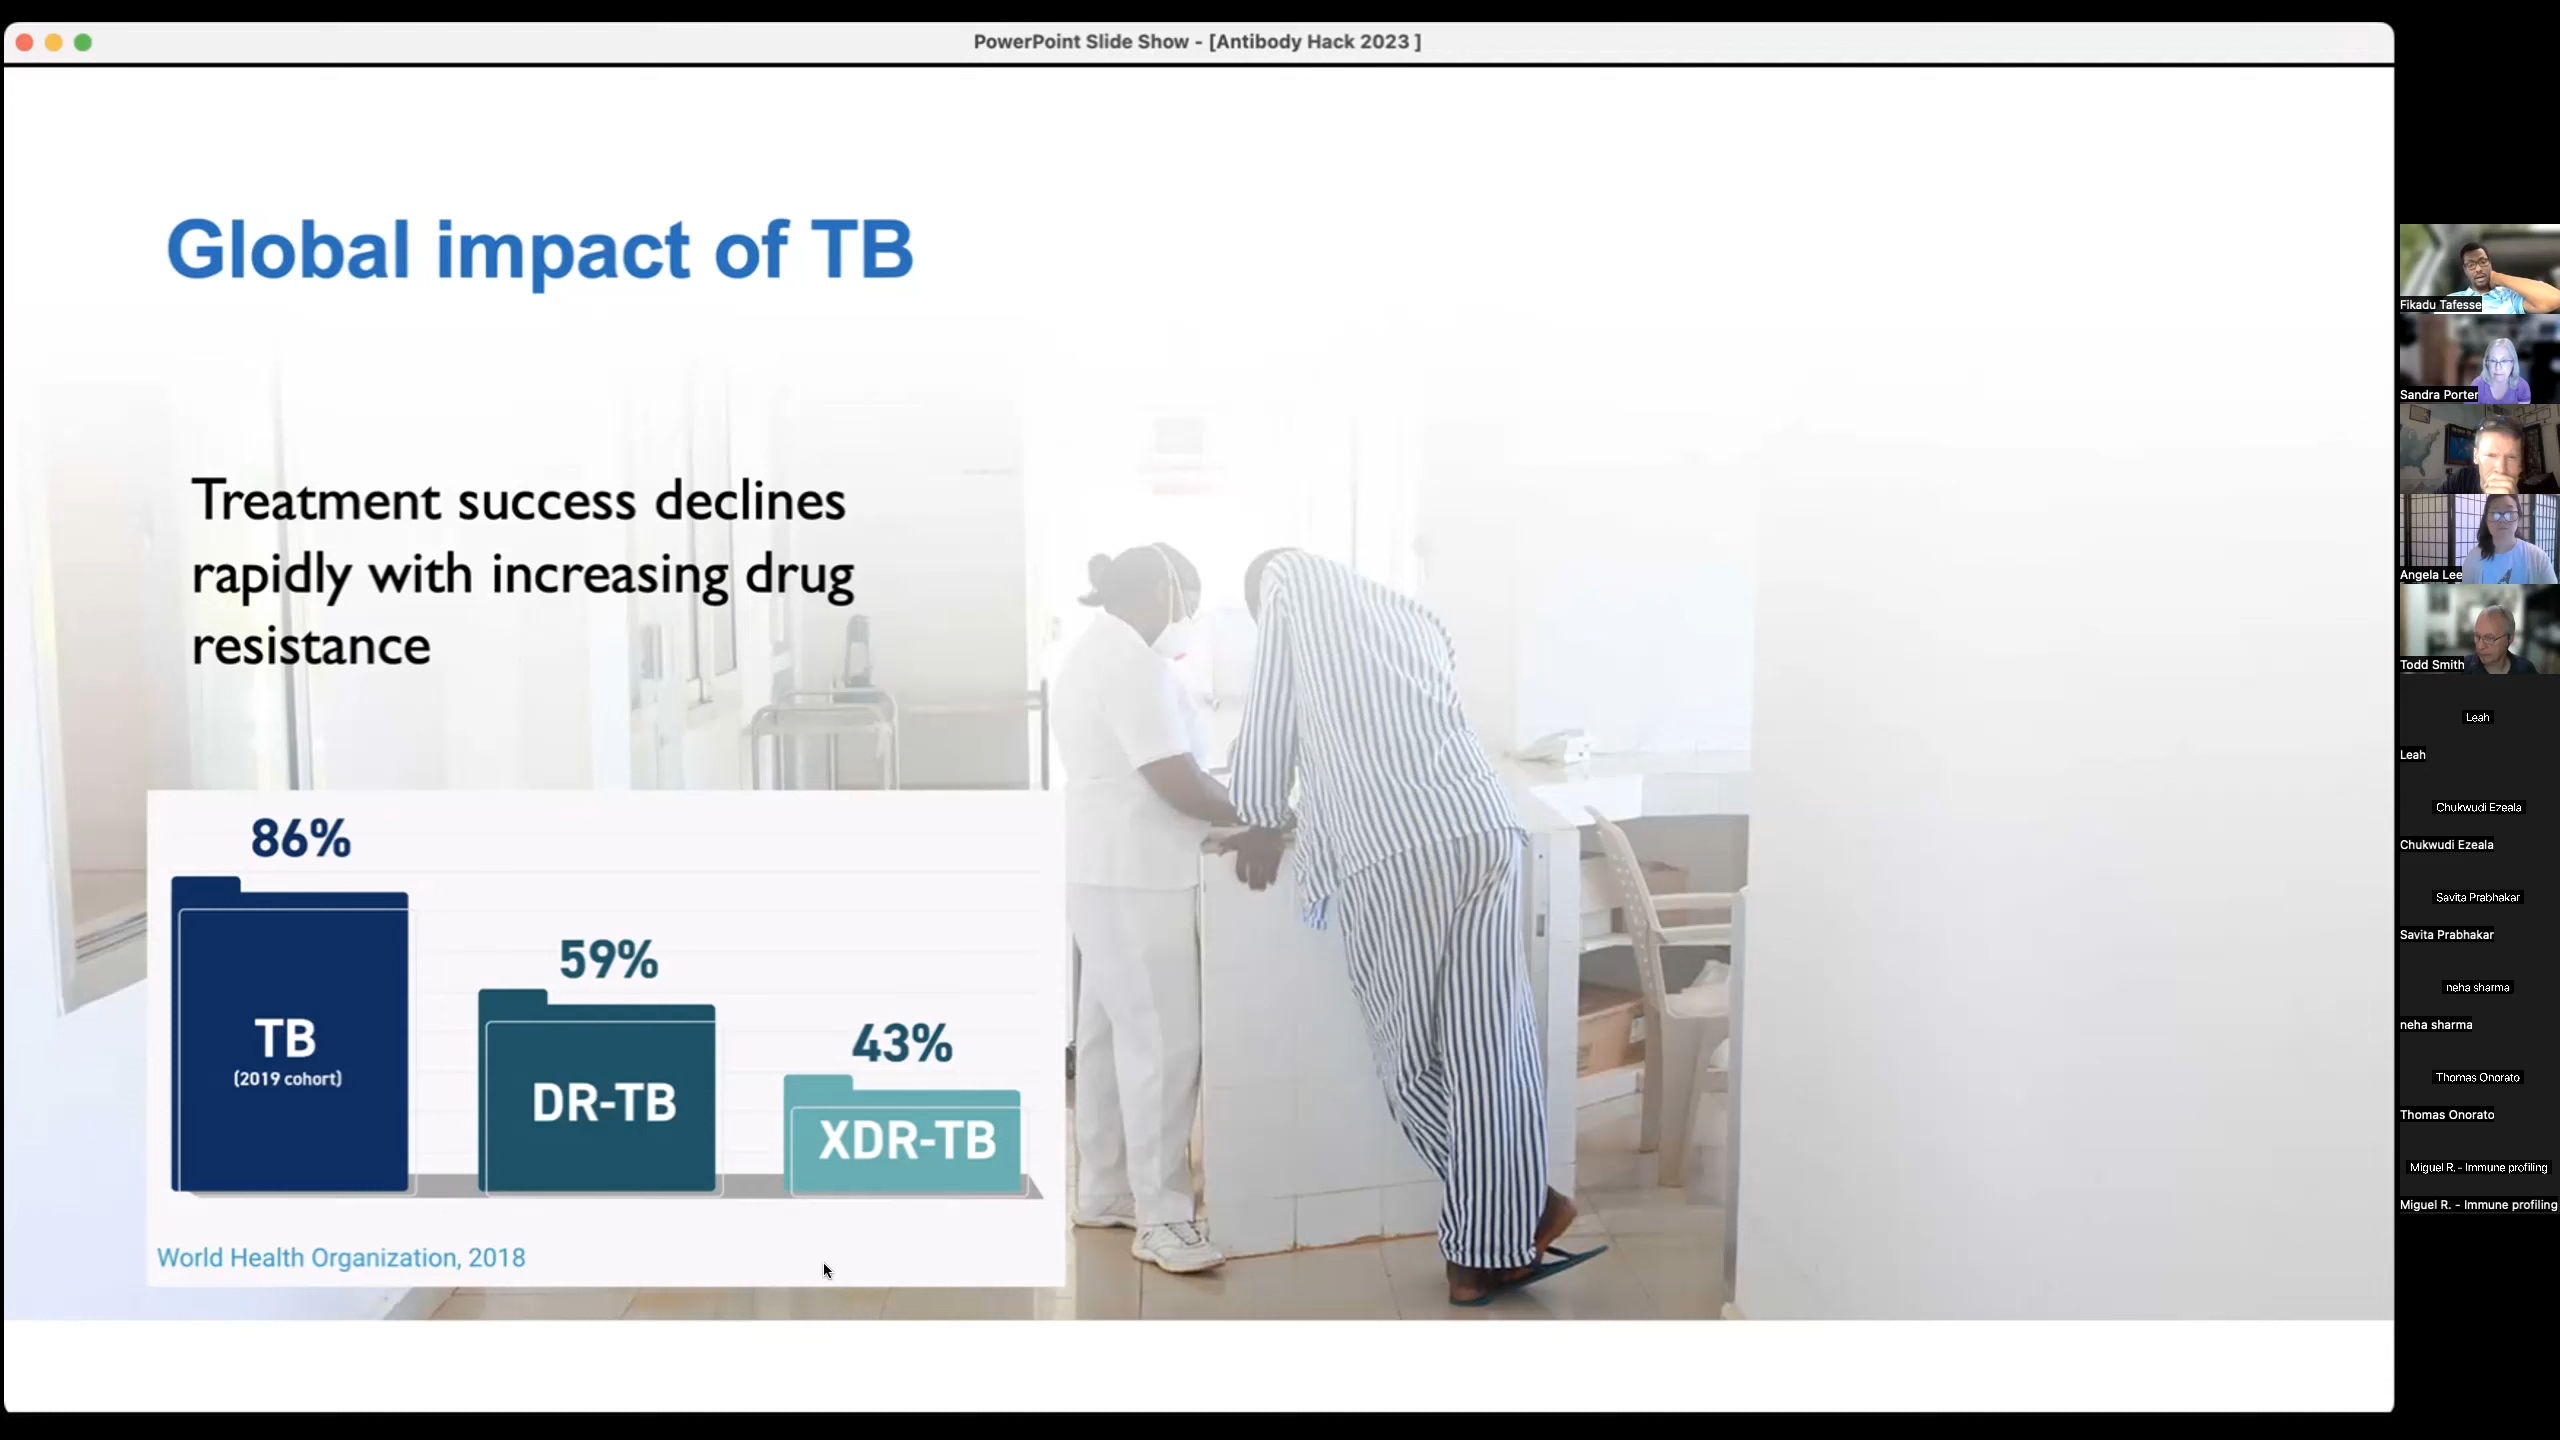 PowerPoint Slide Show - [Antibody Hack 2023 ]
Global impact of TB
Treatment success declines
rapidly with increasing drug
resistance
86%
TB
(2019 cohort)
59%
DR-TB
43%
XDR-TB
World Health Organization, 2018
Fikadu Tafesse
Sandra Porter
Angela Lee
Todd Smith
Leah
Leah
Chukwudi Ezeala
Chukwudi Ezeala
Savita Prabhakar
Savita Prabhakar
neha sharma
neha sharma
Thomas Onorato
Thomas Onorato
Miguel R. - Immune profiling
Miguel R. - Immune profiling